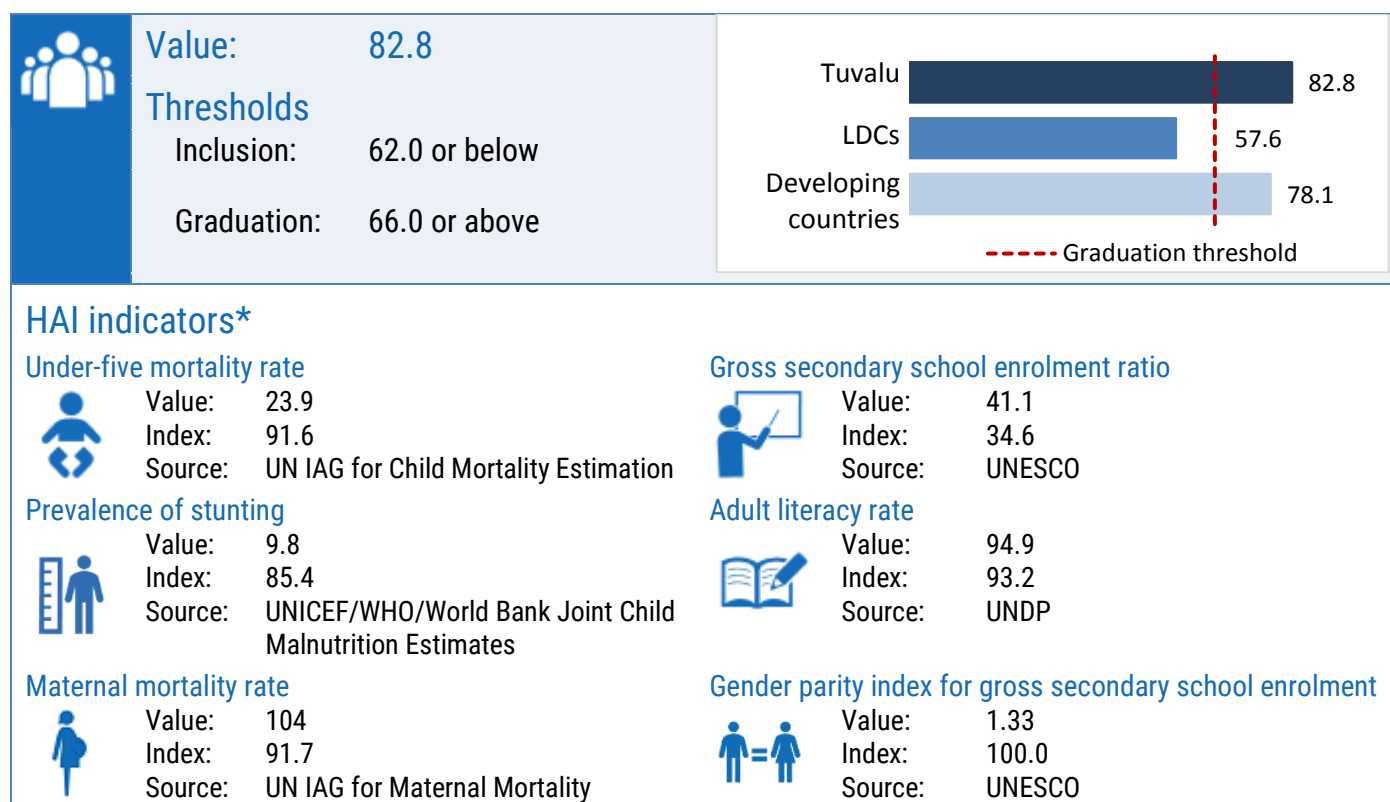 Value: 82.8
Thresholds
Inclusion: 62.0 or below
Graduation: 66.0 or above
Tuvalu 82.8
LDCs 57.6
Developing
countries 78.1
Graduation threshold
HAI indicators*
Under-five mortality rate
Value: 23.9
Index: 91.6
Source: UN IAG for Child Mortality Estimation
Prevalence of stunting
Value: 9.8
Index: 85.4
Source: UNICEF/WHO/World Bank Joint Child
Malnutrition Estimates
Maternal mortality rate
Value: 104
Index: 91.7
Source: UN IAG for Maternal Mortality
Gross secondary school enrolment ratio
Value: 41.1
Index: 34.6
Source: UNESCO
Adult literacy rate
Value: 94.9
Index: 93.2
Source: UNDP
Gender parity index for gross secondary school enrolment
Value: 1.33
Index: 100.0
Source: UNESCO